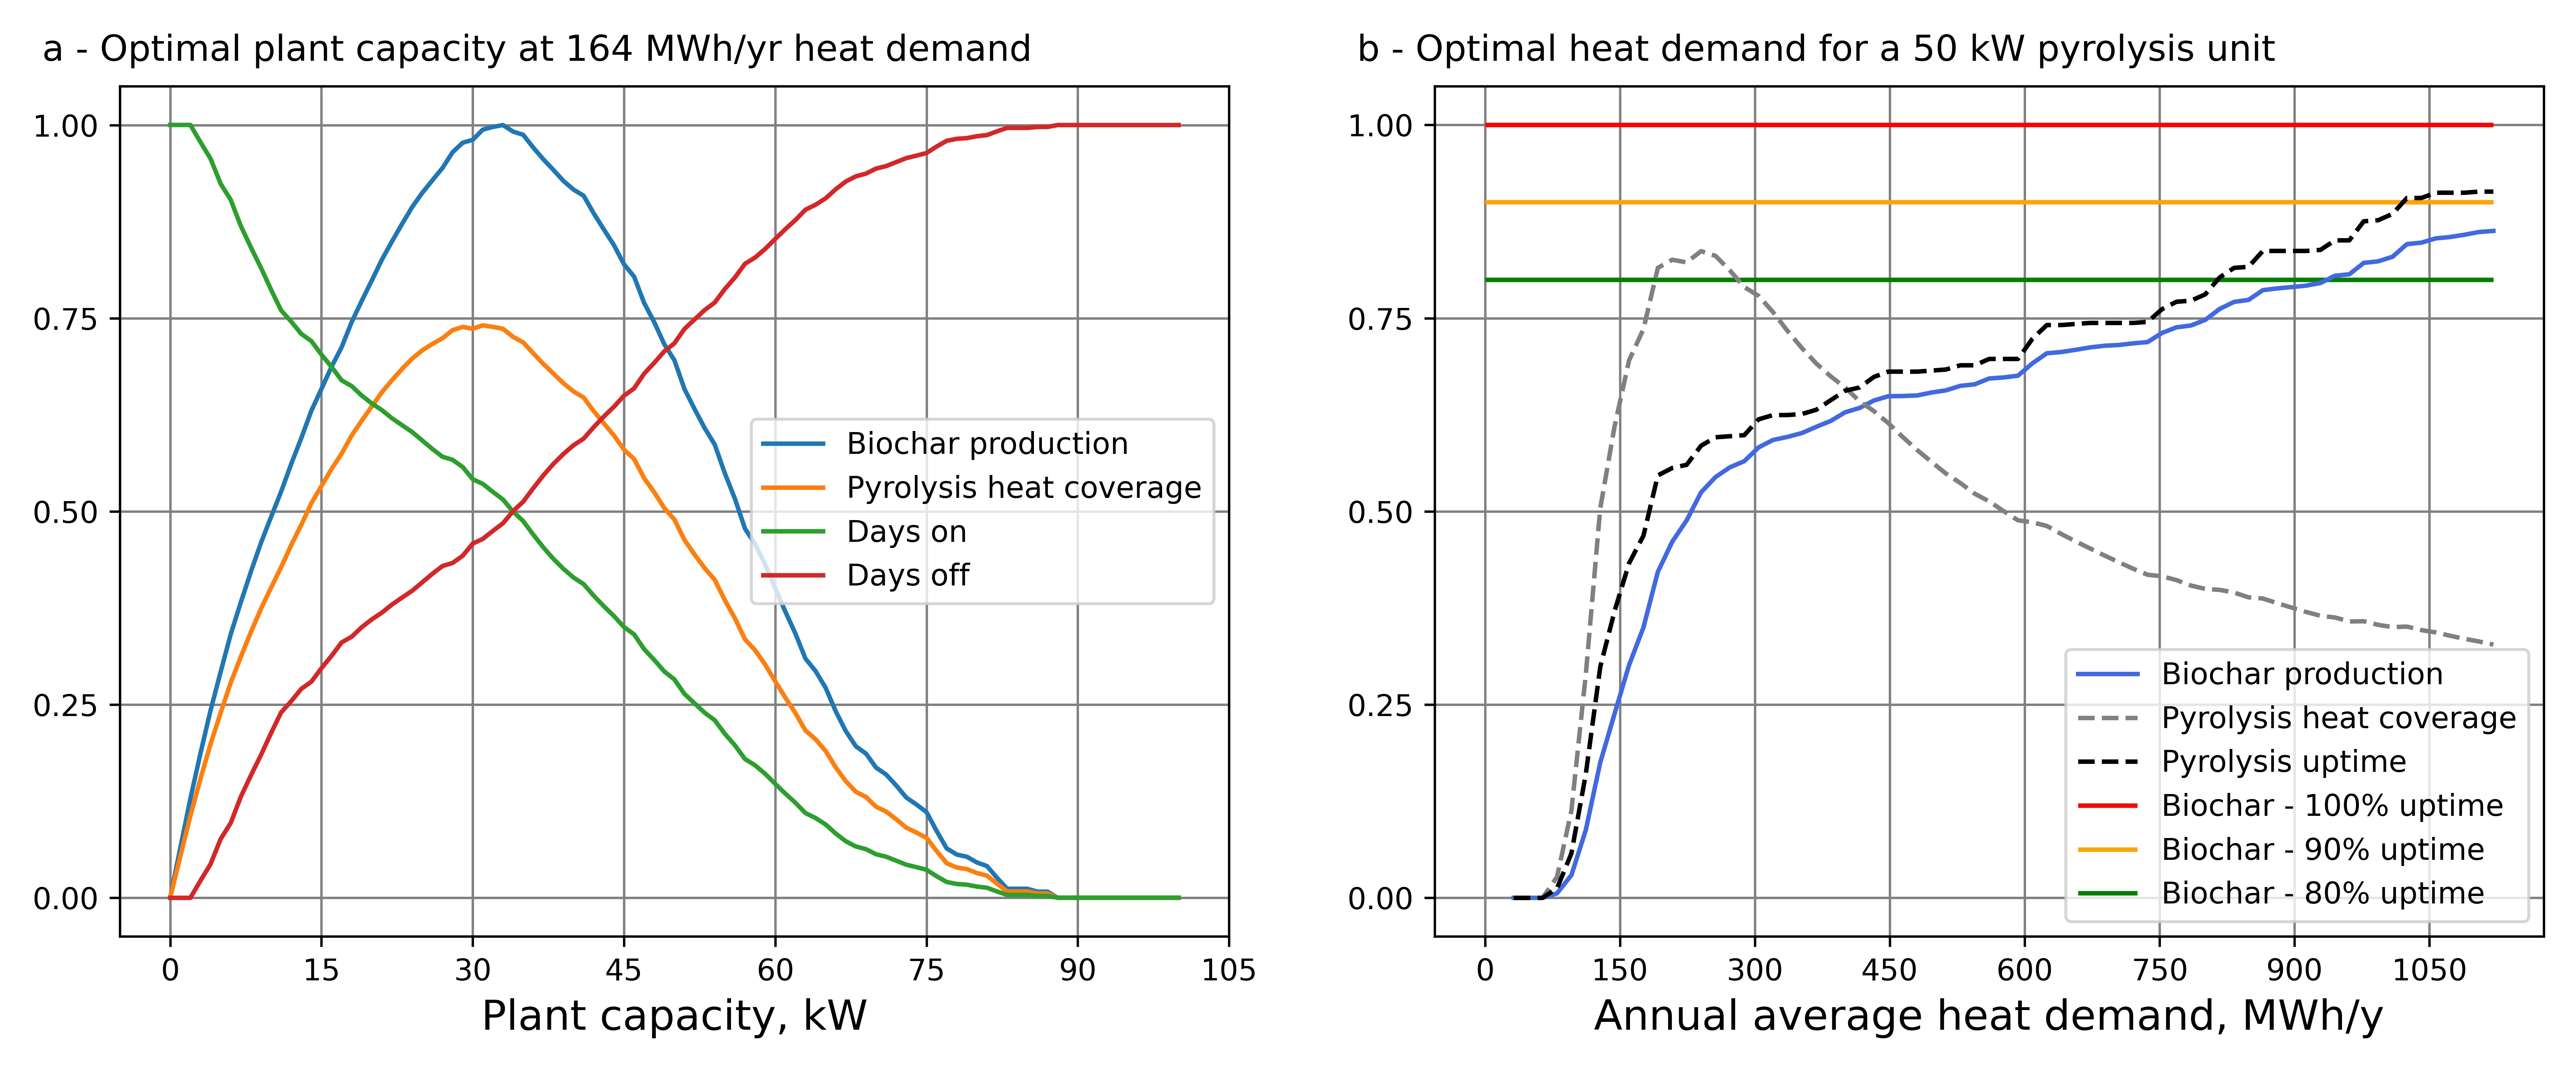 a - Optimal plant capacity at 164 MWh/yr heat demand
1.00
0.75
0.50
0.25
0.00
0 15 30 45 60 75 90 105
Plant capacity, kW
Biochar production
Pyrolysis heat coverage
Days on
Days off
b - Optimal heat demand for a 50 kW pyrolysis unit
1.00
0.75
0.50
0.25
0.00
0 150 300 450 600 750 900 1050
Annual average heat demand, MWh/y
Biochar production
Pyrolysis heat coverage
Pyrolysis uptime
Biochar - 100% uptime
Biochar - 90% uptime
Biochar - 80% uptime